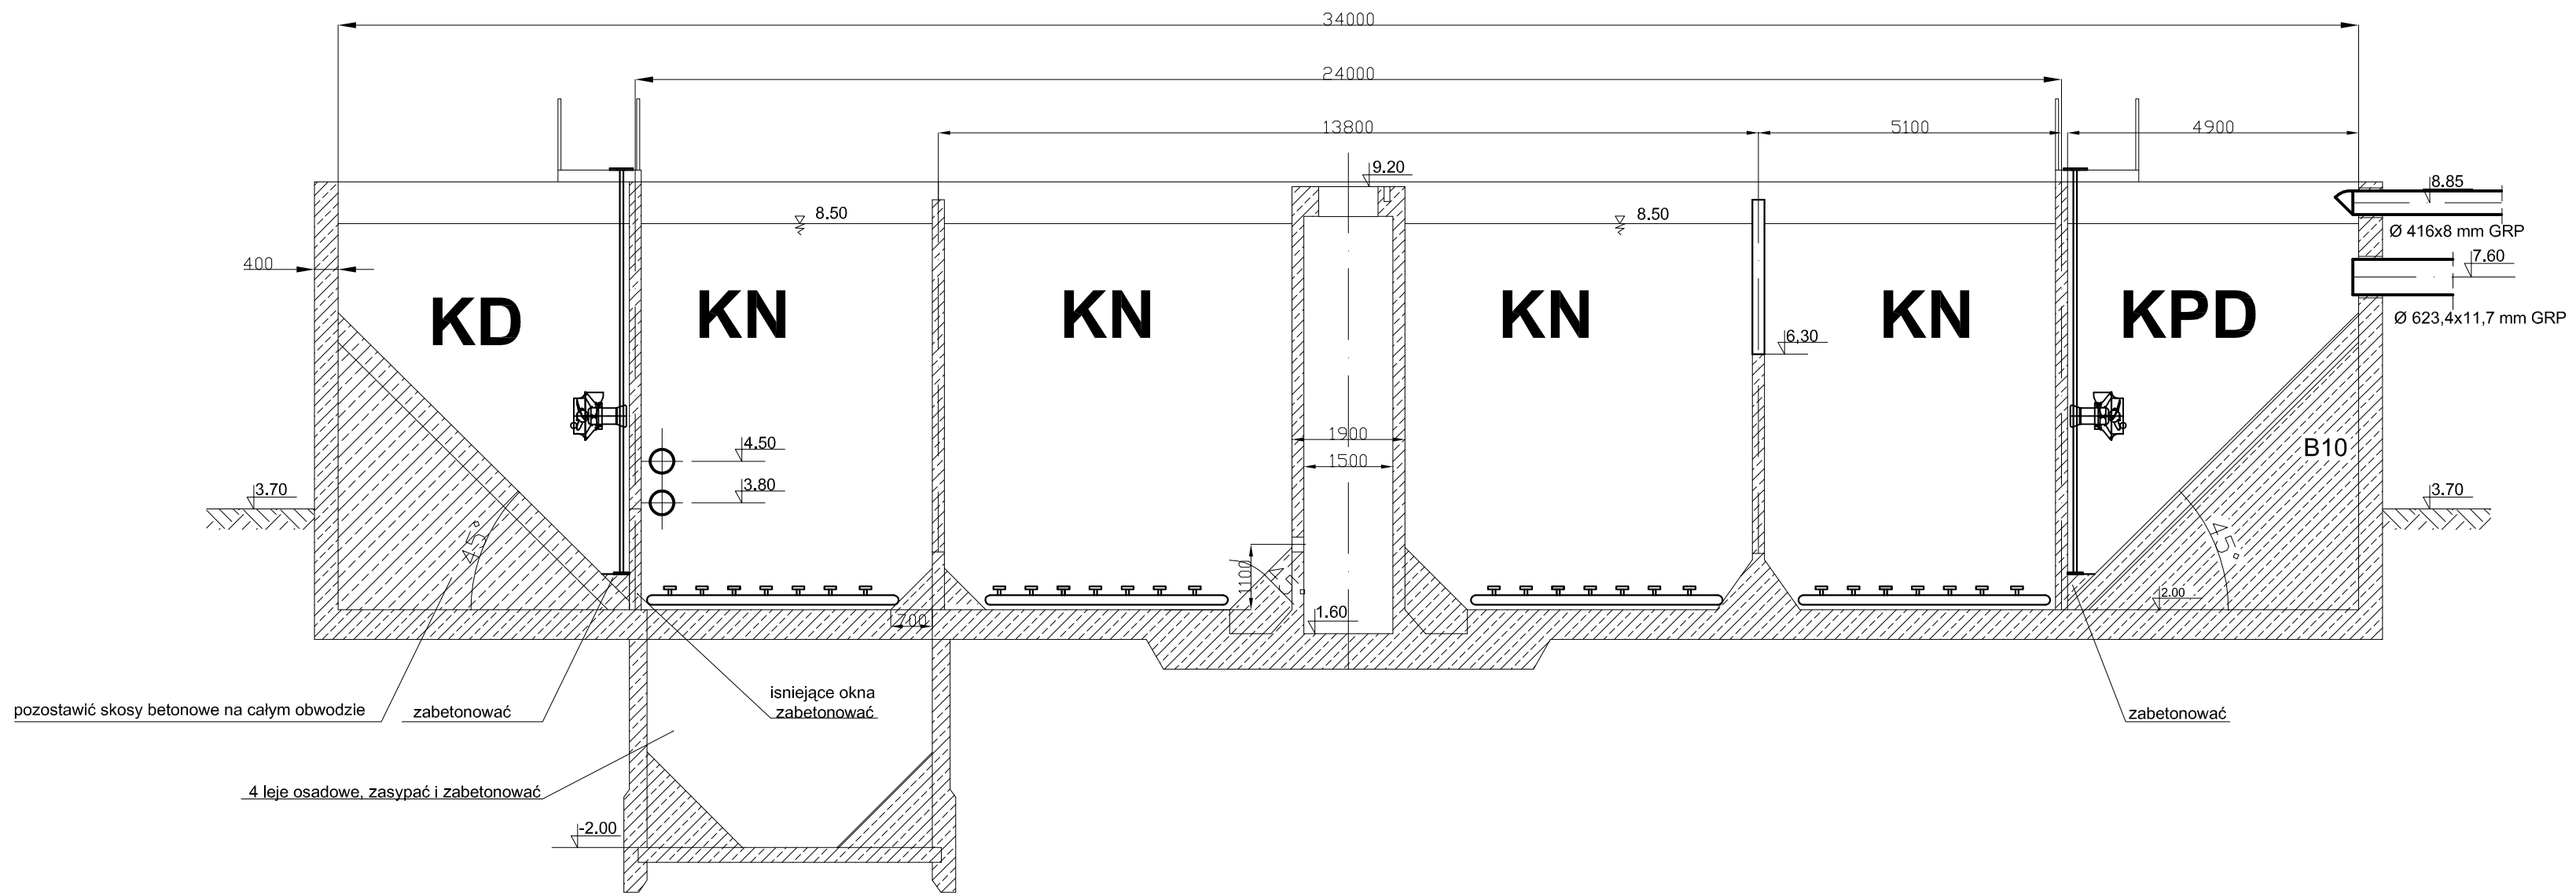 34000
24000
13800
5100
4900
9.20
8.85
8.50
8.50
Ø 416x8 mm GRP
400
7.60
KD
KN
KN
KN
KN
KPD
Ø 623,4x11,7 mm GRP
6,30
1900
4.50
B10
1500
3.80
3.70
3.70
45°
45°
1100
2.00
700
1.60
isniejące okna
zabetonować
pozostawić skosy betonowe na całym obwodzie
zabetonować
zabetonować
4 leje osadowe, zasypać i zabetonować
-2.00